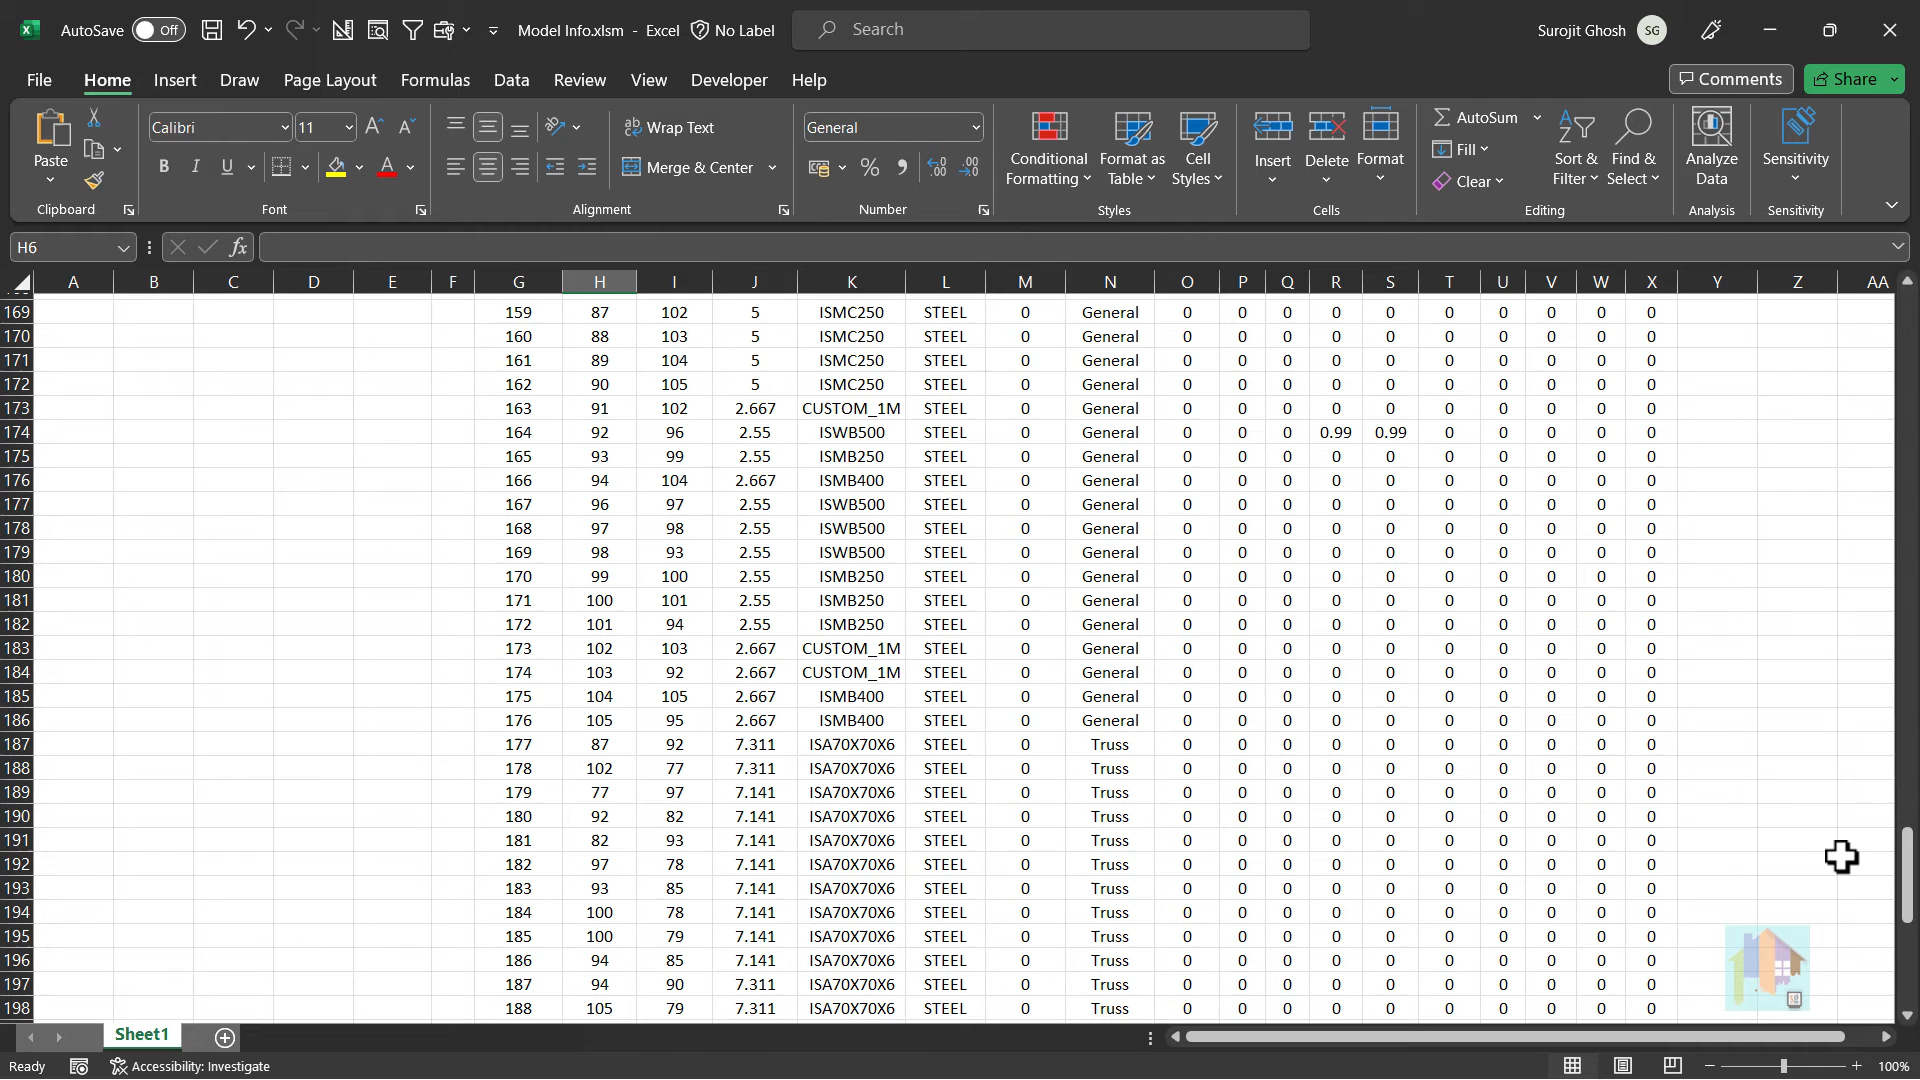 AutoSave Off Model Info.xlsm - Excel No Label Search Surojit Ghosh SG
File Home Insert Draw Page Layout Formulas Data Review View Developer Help Comments Share
Paste Calibri 11 Wrap Text General Conditional Formatting Format as Table Cell Styles Insert Delete Format AutoSum Fill Clear Sort & Filter Find & Select Analyze Data Sensitivity
B I U Merge & Center
Clipboard Font Alignment Number Styles Cells Editing Analysis Sensitivity
H6 fx
A B C D E F G H I J K L M N O P Q R S T U V W X Y Z AA
169 159 87 102 5 ISMC250 STEEL 0 General 0 0 0 0 0 0 0 0 0 0
170 160 88 103 5 ISMC250 STEEL 0 General 0 0 0 0 0 0 0 0 0 0
171 161 89 104 5 ISMC250 STEEL 0 General 0 0 0 0 0 0 0 0 0 0
172 162 90 105 5 ISMC250 STEEL 0 General 0 0 0 0 0 0 0 0 0 0
173 163 91 102 2.667 CUSTOM_1M STEEL 0 General 0 0 0 0 0 0 0 0 0 0
174 164 92 96 2.55 ISWB500 STEEL 0 General 0 0 0 0.99 0.99 0 0 0 0 0
175 165 93 99 2.55 ISMB250 STEEL 0 General 0 0 0 0 0 0 0 0 0 0
176 166 94 104 2.667 ISMB400 STEEL 0 General 0 0 0 0 0 0 0 0 0 0
177 167 96 97 2.55 ISWB500 STEEL 0 General 0 0 0 0 0 0 0 0 0 0
178 168 97 98 2.55 ISWB500 STEEL 0 General 0 0 0 0 0 0 0 0 0 0
179 169 98 93 2.55 ISWB500 STEEL 0 General 0 0 0 0 0 0 0 0 0 0
180 170 99 100 2.55 ISMB250 STEEL 0 General 0 0 0 0 0 0 0 0 0 0
181 171 100 101 2.55 ISMB250 STEEL 0 General 0 0 0 0 0 0 0 0 0 0
182 172 101 94 2.55 ISMB250 STEEL 0 General 0 0 0 0 0 0 0 0 0 0
183 173 102 103 2.667 CUSTOM_1M STEEL 0 General 0 0 0 0 0 0 0 0 0 0
184 174 103 92 2.667 CUSTOM_1M STEEL 0 General 0 0 0 0 0 0 0 0 0 0
185 175 104 105 2.667 ISMB400 STEEL 0 General 0 0 0 0 0 0 0 0 0 0
186 176 105 95 2.667 ISMB400 STEEL 0 General 0 0 0 0 0 0 0 0 0 0
187 177 87 92 7.311 ISA70X70X6 STEEL 0 Truss 0 0 0 0 0 0 0 0 0 0
188 178 102 77 7.311 ISA70X70X6 STEEL 0 Truss 0 0 0 0 0 0 0 0 0 0
189 179 77 97 7.141 ISA70X70X6 STEEL 0 Truss 0 0 0 0 0 0 0 0 0 0
190 180 92 82 7.141 ISA70X70X6 STEEL 0 Truss 0 0 0 0 0 0 0 0 0 0
191 181 82 93 7.141 ISA70X70X6 STEEL 0 Truss 0 0 0 0 0 0 0 0 0 0
192 182 97 78 7.141 ISA70X70X6 STEEL 0 Truss 0 0 0 0 0 0 0 0 0 0
193 183 93 85 7.141 ISA70X70X6 STEEL 0 Truss 0 0 0 0 0 0 0 0 0 0
194 184 100 78 7.141 ISA70X70X6 STEEL 0 Truss 0 0 0 0 0 0 0 0 0 0
195 185 100 79 7.141 ISA70X70X6 STEEL 0 Truss 0 0 0 0 0 0 0 0 0 0
196 186 94 85 7.141 ISA70X70X6 STEEL 0 Truss 0 0 0 0 0 0 0 0 0 0
197 187 94 90 7.311 ISA70X70X6 STEEL 0 Truss 0 0 0 0 0 0 0 0 0 0
198 188 105 79 7.311 ISA70X70X6 STEEL 0 Truss 0 0 0 0 0 0 0 0 0 0
Sheet1
Ready Accessibility: Investigate 100%